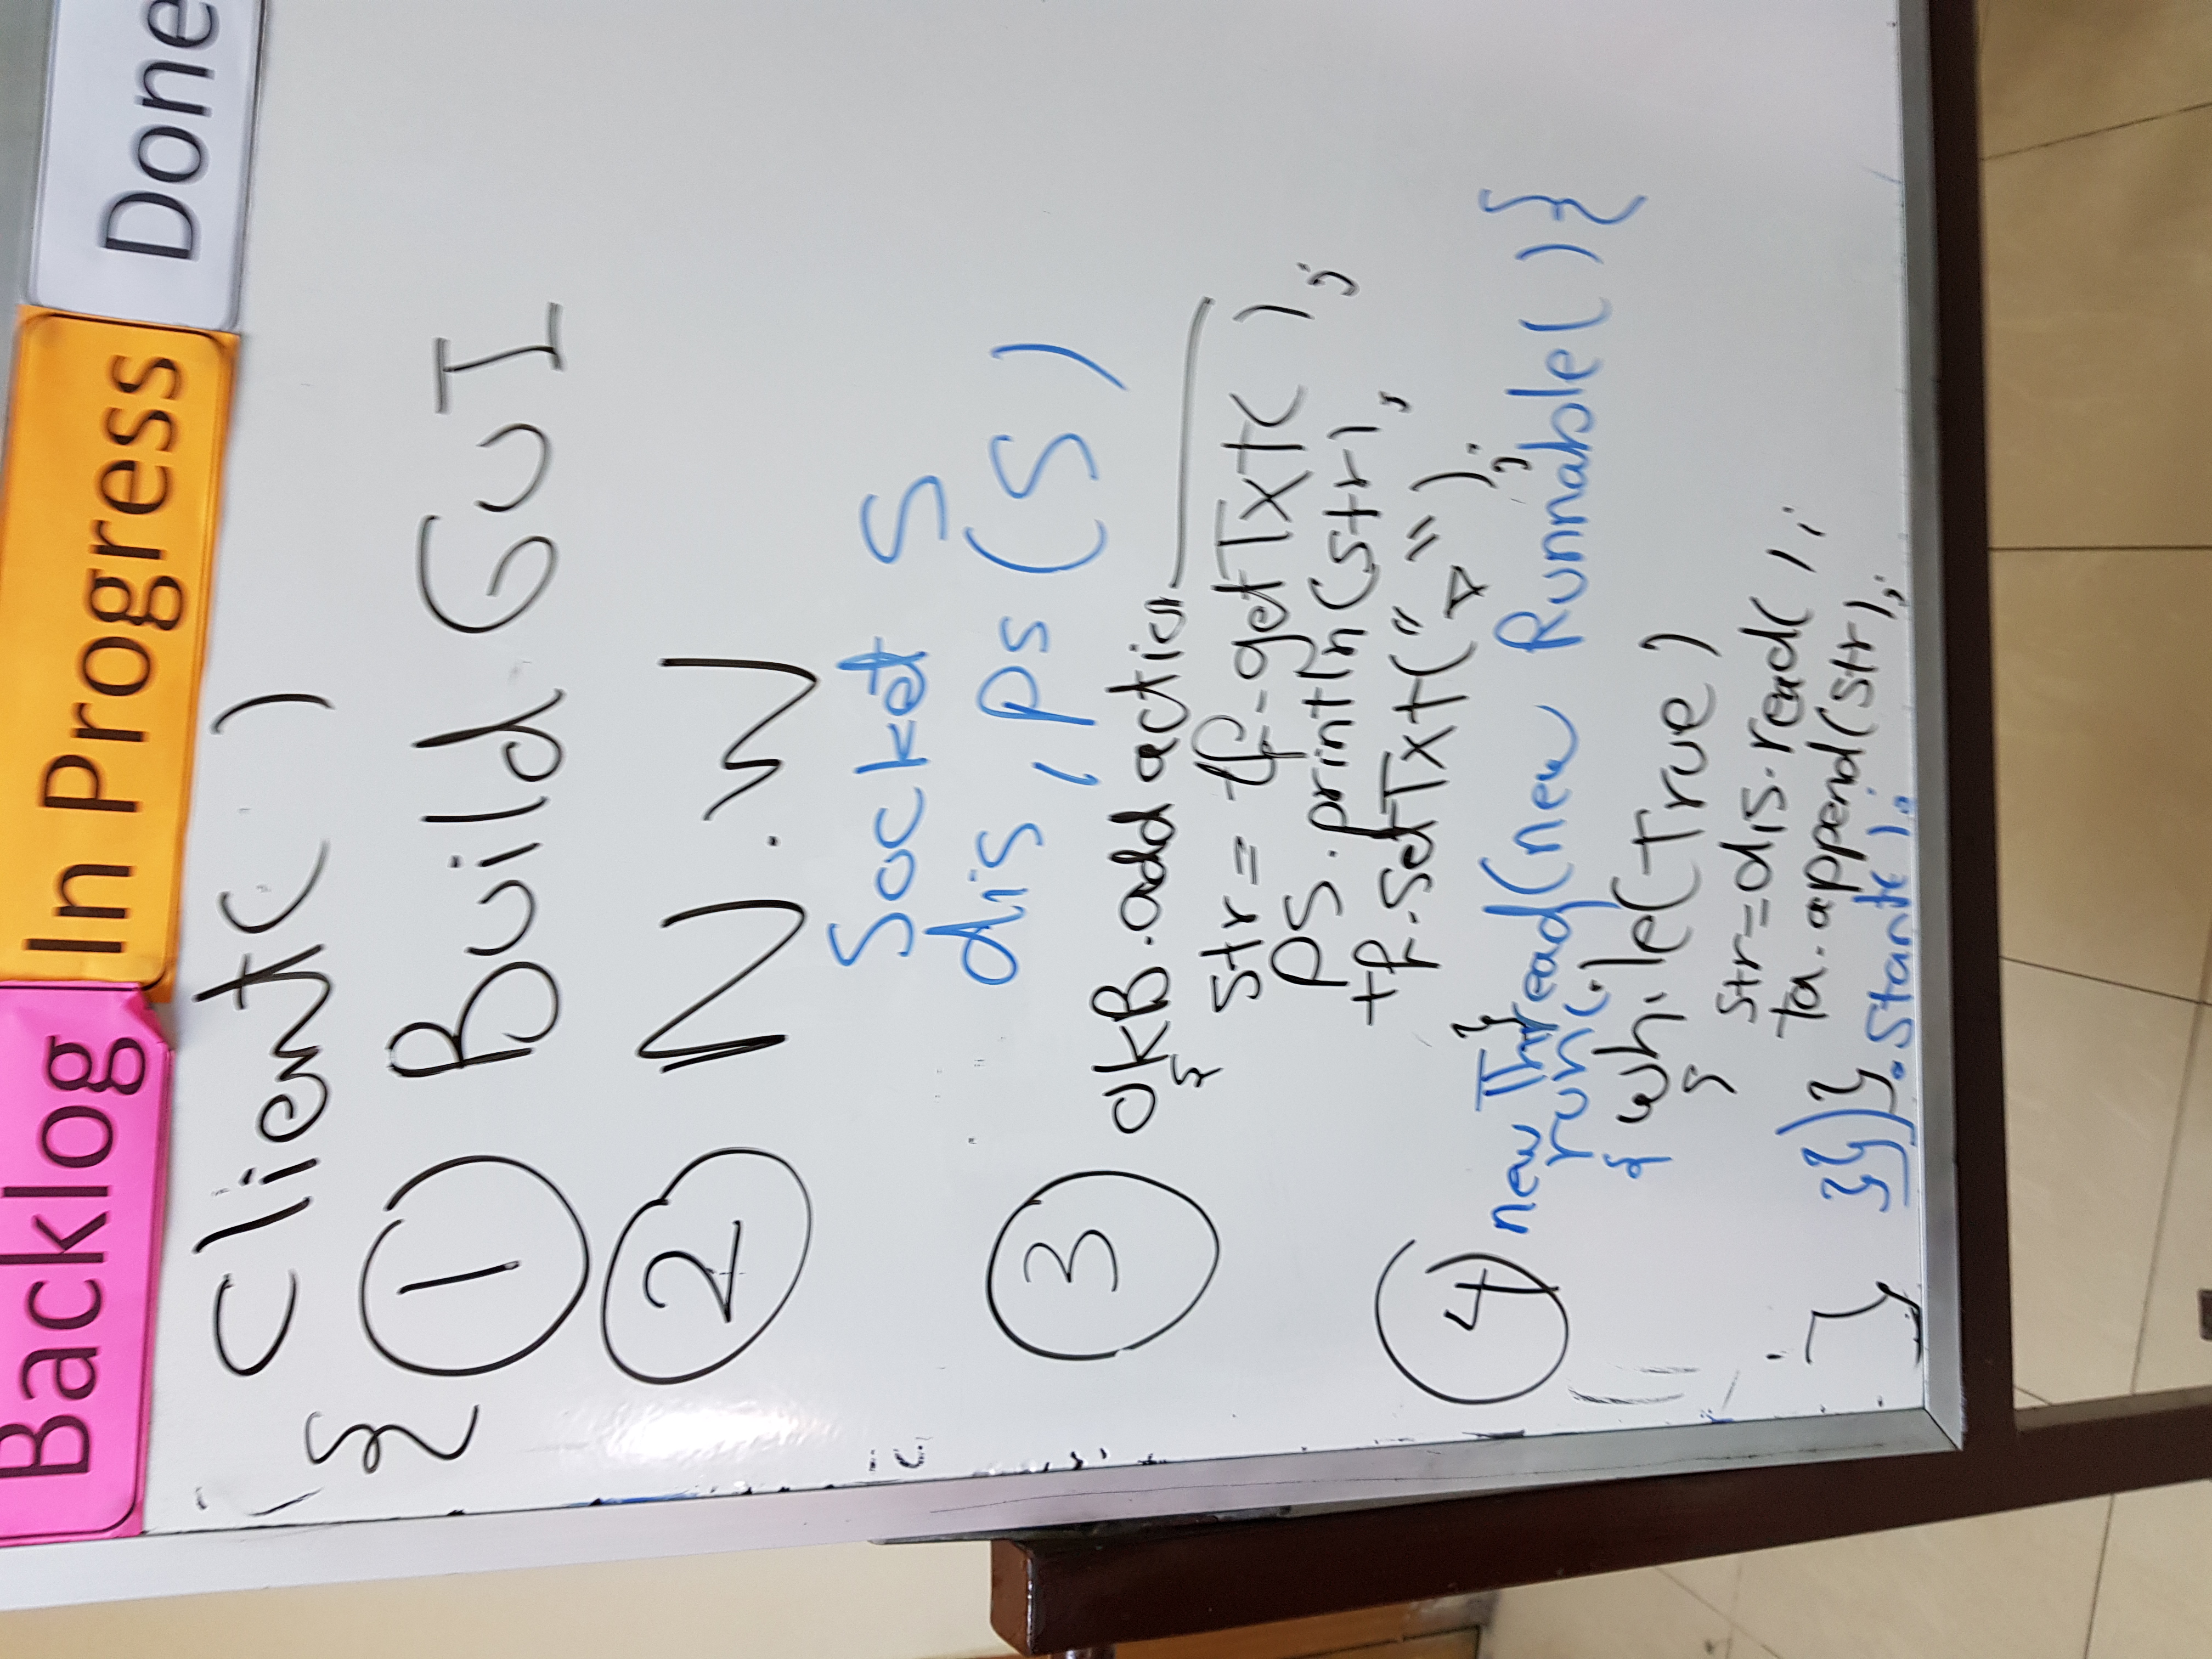 Backlog In Progress Done
Client( )
{
1 Build GUI
2 N.W
Socket S
dis, ps (S)
3 okB.add action
{
str = tf.getTxt( );
ps.println(str);
tf.setTxt(" ");
}
4 new Thread(new Runnable(){
run(
{ while(True)
{
str=dis.read( );
ta.append(str);
} }})} .start( );